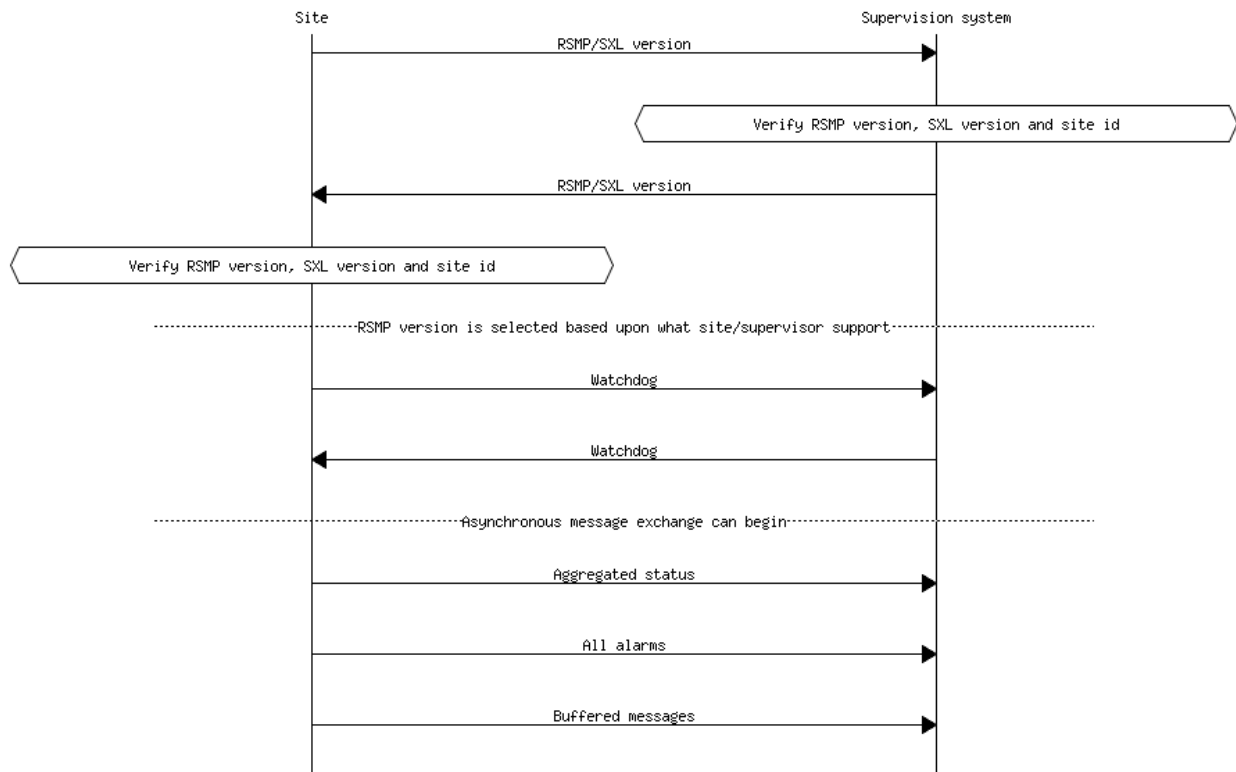 Site
Supervision system
RSMP/SXL version
Verify RSMP version, SXL version and site id
RSMP/SXL version
Verify RSMP version, SXL version and site id
RSMP version is selected based upon what site/supervisor support
Watchdog
Watchdog
Asynchronous message exchange can begin
Aggregated status
All alarms
Buffered messages